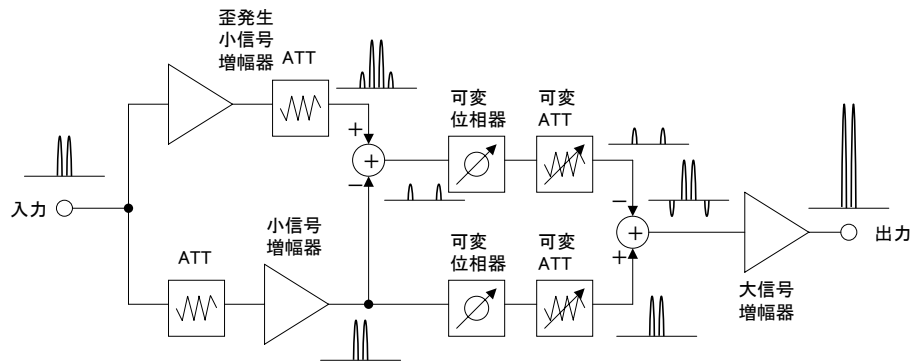 歪発生
小信号
増幅器
ATT
可変
位相器
可変
ATT
+
+
−
−
+
+
入力
出力
ATT
小信号
増幅器
可変
位相器
可変
ATT
大信号
増幅器